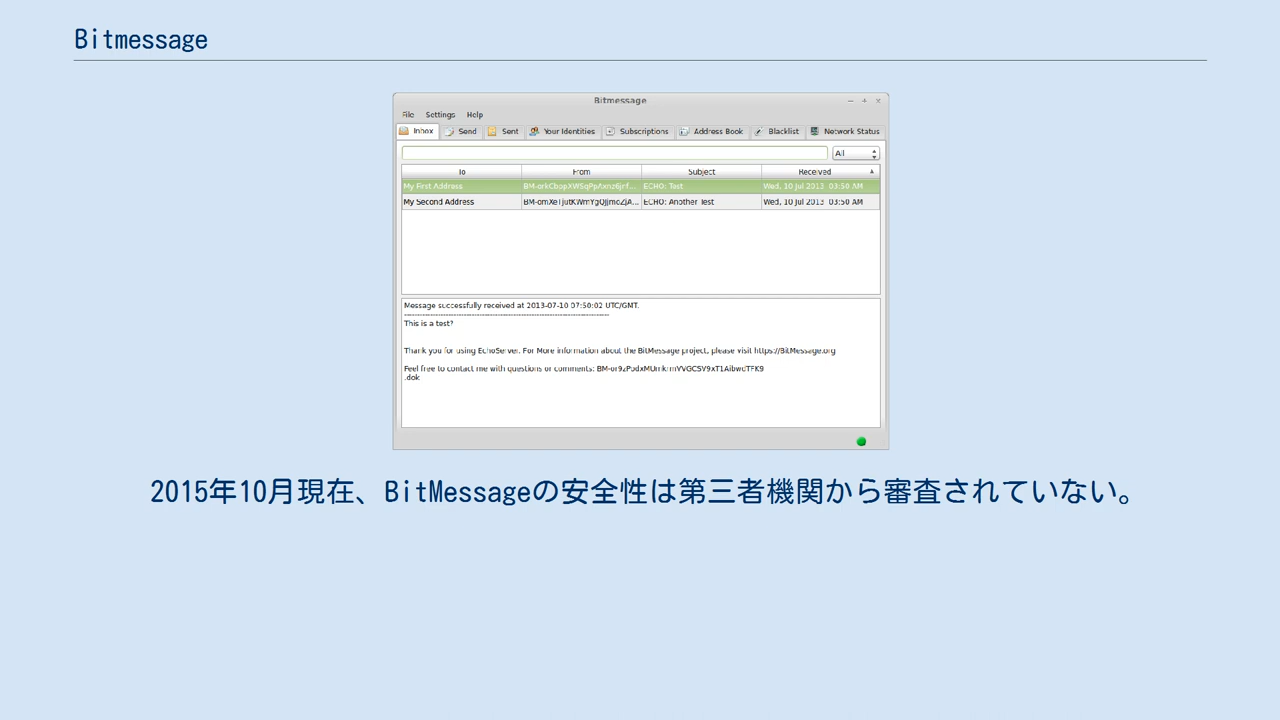 Bitmessage
Bitmessage
File Settings Help
Inbox Send Sent Your Identities Subscriptions Address Book Blacklist Network Status
All
To From Subject Received
My First Address ECHO: Test Wed, 10 Jul 2013 03:50 AM
My Second Address ECHO: Another Test Wed, 10 Jul 2013 03:50 AM
Message successfully received at 2013-07-10 07:50:02 UTC/GMT.
This is a test?
Thank you for using EchoServer. For More information about the BitMessage project, please visit https://BitMessage.org
Feel free to contact me with questions or comments:
.dok
2015年10月現在、BitMessageの安全性は第三者機関から審査されていない。